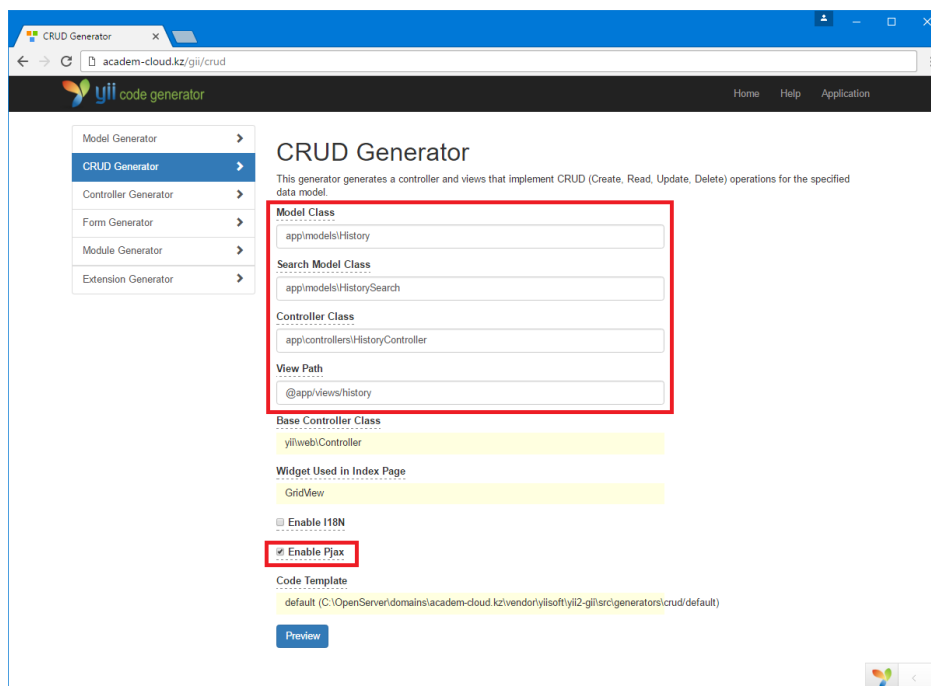 CRUD Generator
academ-cloud.kz/gii/crud
yii code generator
Home Help Application
Model Generator
CRUD Generator
Controller Generator
Form Generator
Module Generator
Extension Generator
CRUD Generator
This generator generates a controller and views that implement CRUD (Create, Read, Update, Delete) operations for the specified
data model.
Model Class
app\models\History
Search Model Class
app\models\HistorySearch
Controller Class
app\controllers\HistoryController
View Path
@app/views/history
Base Controller Class
yii\web\Controller
Widget Used in Index Page
GridView
Enable I18N
Enable Pjax
Code Template
default (C:\OpenServer\domains\academ-cloud.kz\vendor\yiisoft\yii2-gii\src\generators\crud/default)
Preview